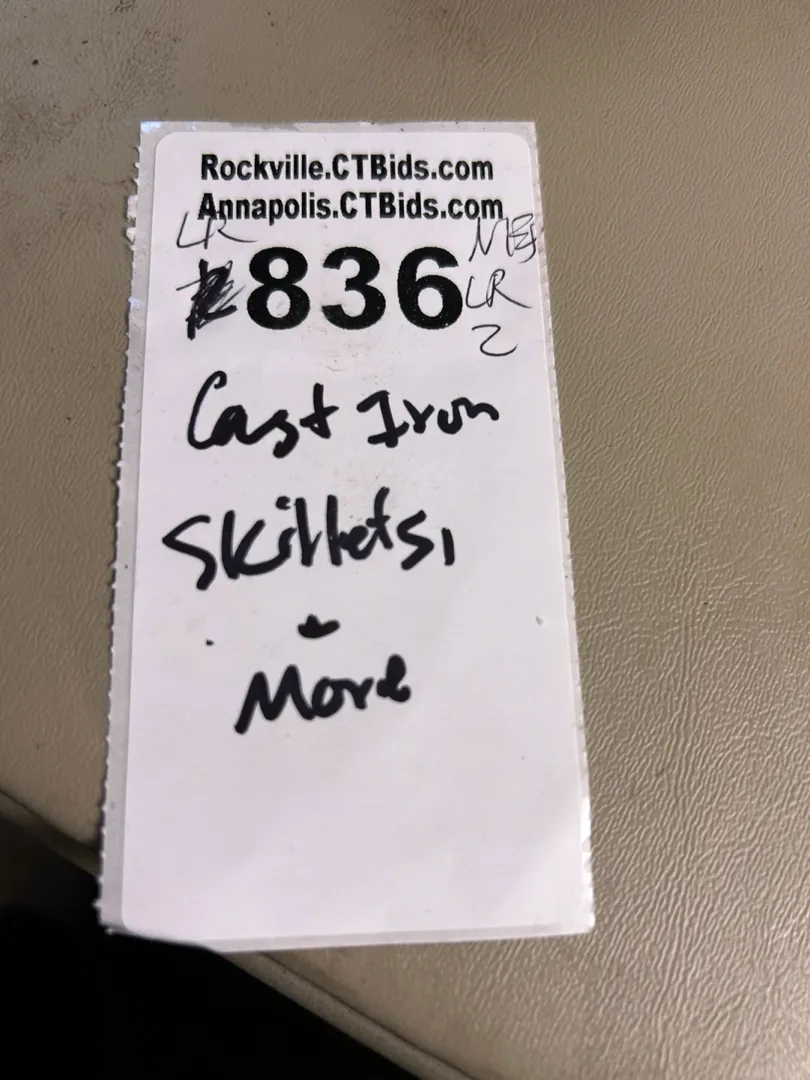 Rockville.CTBids.com
Annapolis.CTBids.com
LR
836
LR
2
Cast Iron
Skillets,
+
More